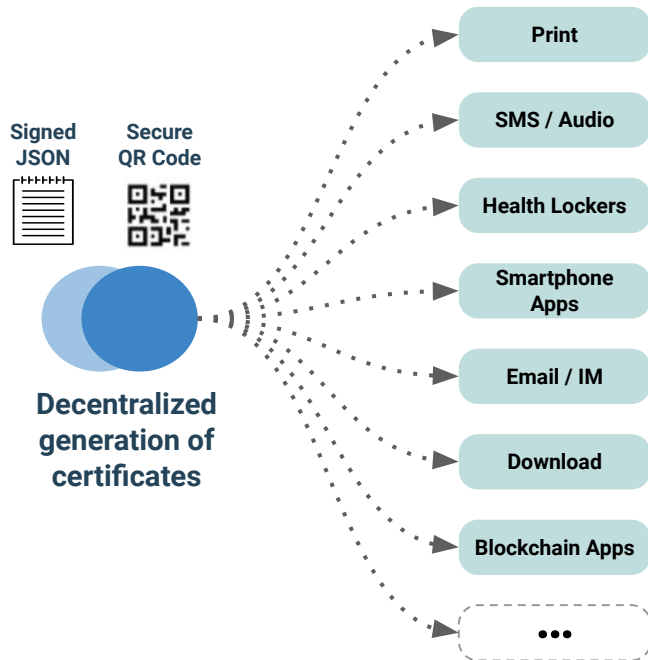 Signed
JSON
Secure
QR Code
Decentralized
generation of
certificates
Print
SMS / Audio
Health Lockers
Smartphone
Apps
Email / IM
Download
Blockchain Apps
•••